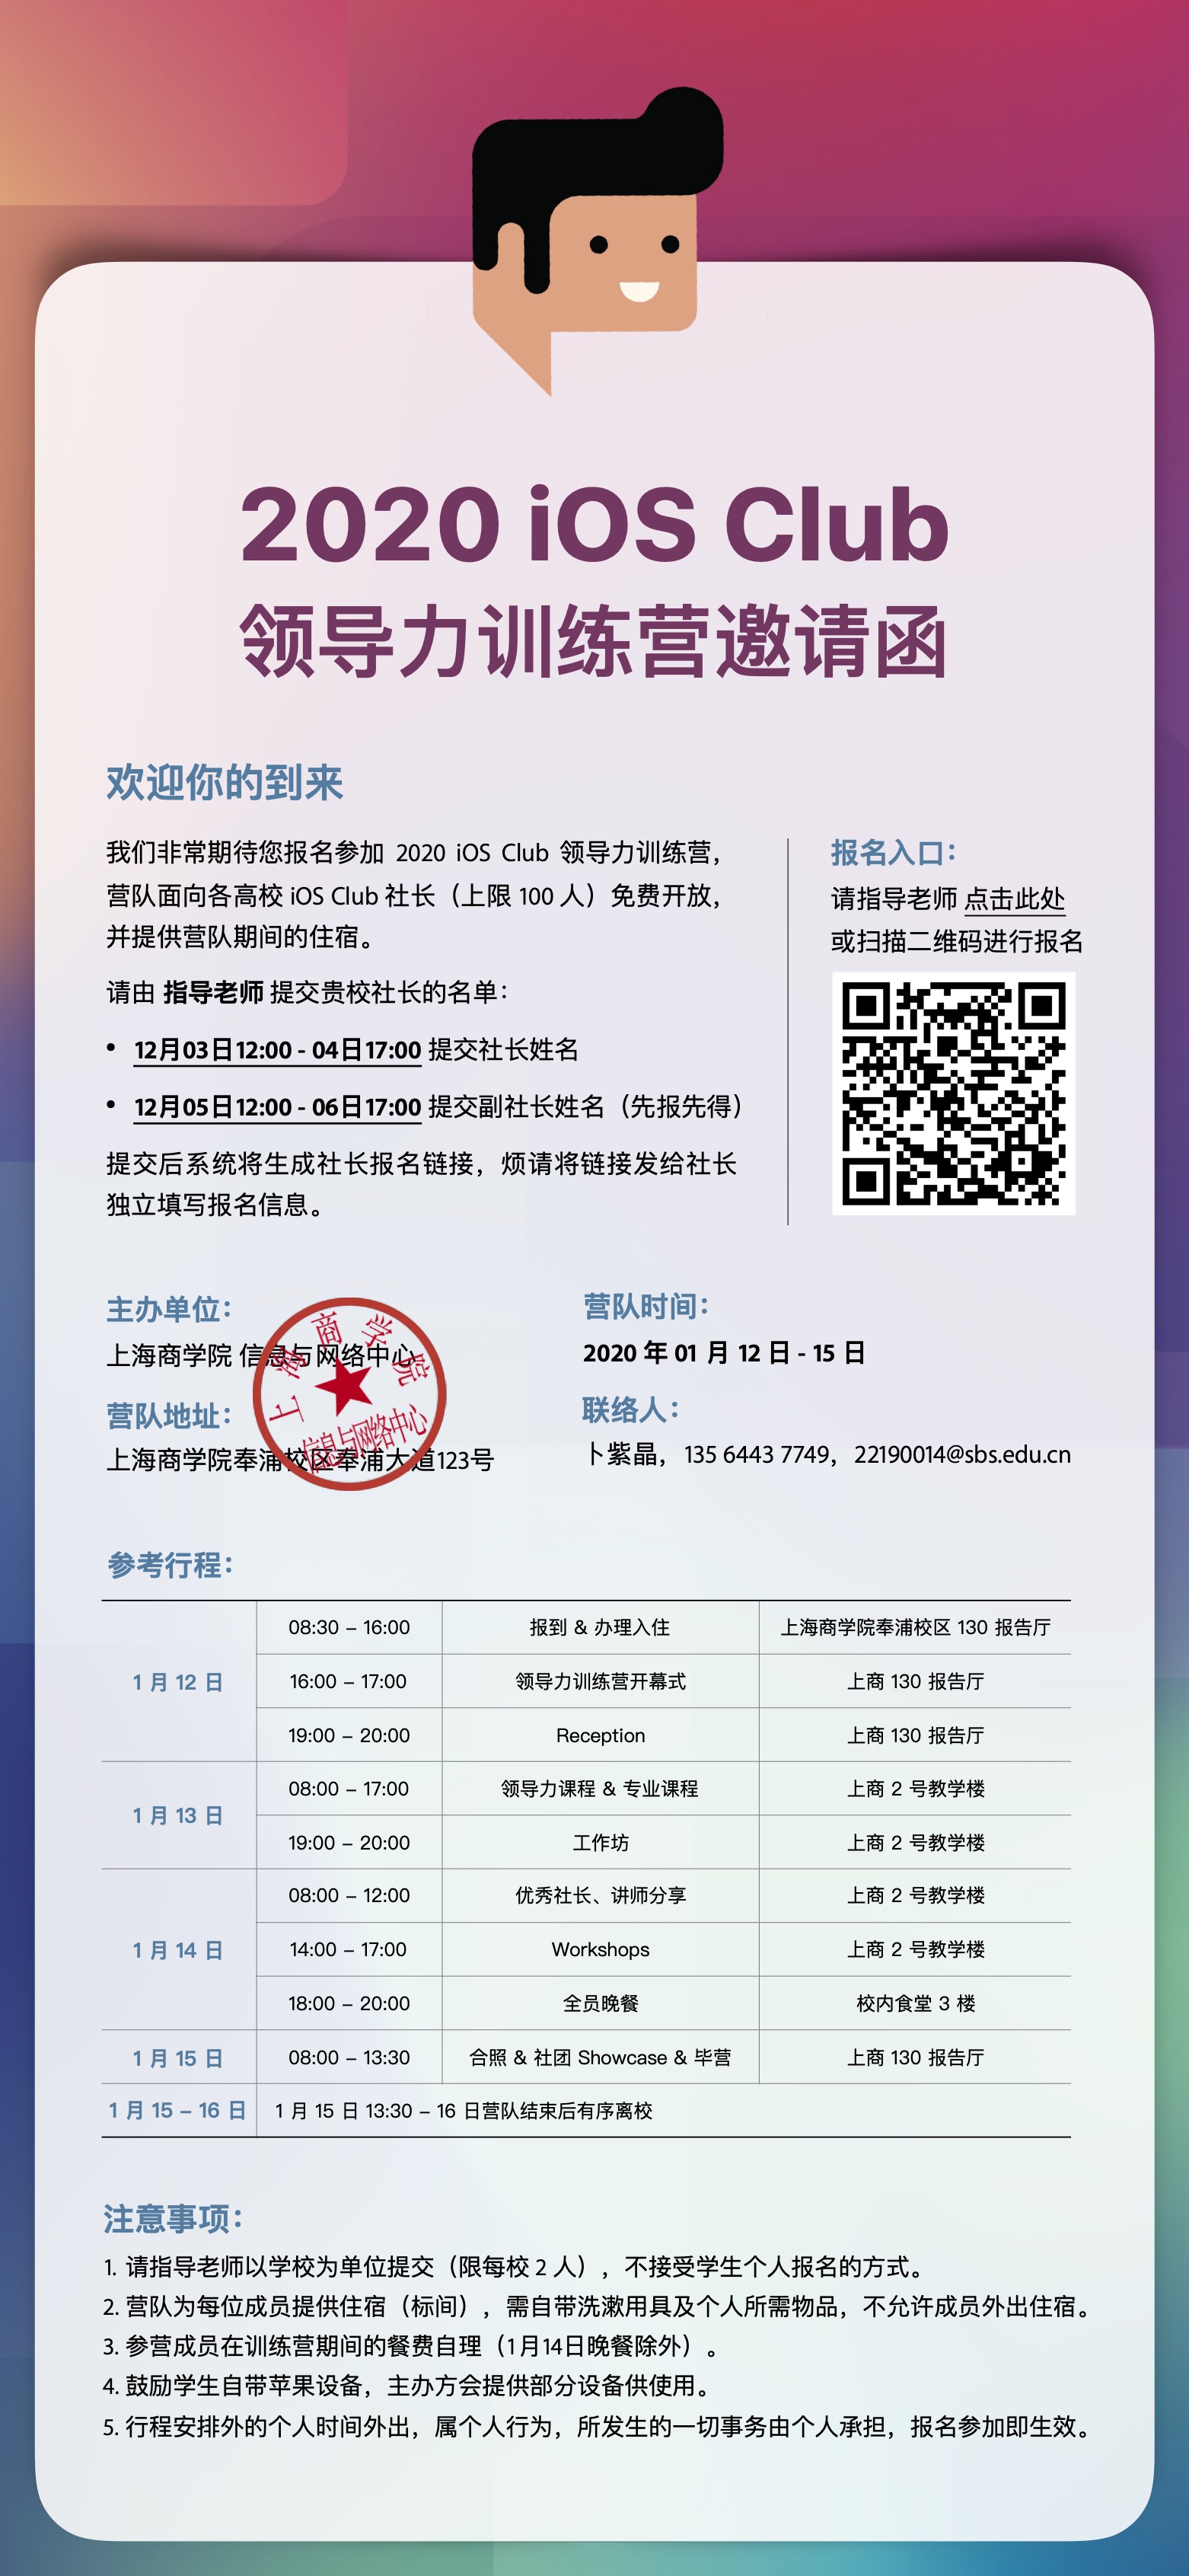 2020 iOS Club
领导力训练营邀请函
欢迎你的到来
我们非常期待您报名参加 2020 iOS Club 领导力训练营，
营队面向各高校 iOS Club 社长（上限 100 人）免费开放，
并提供营队期间的住宿。
请由 指导老师 提交贵校社长的名单：
• 12月03日12:00 - 04日17:00 提交社长姓名
• 12月05日12:00 - 06日17:00 提交副社长姓名（先报先得）
提交后系统将生成社长报名链接，烦请将链接发给社长
独立填写报名信息。
报名入口：
请指导老师 点击此处
或扫描二维码进行报名
主办单位：
上海商学院 信息与网络中心
营队地址：
上海商学院奉浦校区奉浦大道123号
上海商学院
信息与网络中心
营队时间：
2020 年 01 月 12 日 - 15 日
联络人：
卜紫晶，135 6443 7749，22190014@sbs.edu.cn
参考行程：
1 月 12 日
08:30 – 16:00 报到 & 办理入住 上海商学院奉浦校区 130 报告厅
16:00 – 17:00 领导力训练营开幕式 上商 130 报告厅
19:00 – 20:00 Reception 上商 130 报告厅
1 月 13 日
08:00 – 17:00 领导力课程 & 专业课程 上商 2 号教学楼
19:00 – 20:00 工作坊 上商 2 号教学楼
1 月 14 日
08:00 – 12:00 优秀社长、讲师分享 上商 2 号教学楼
14:00 – 17:00 Workshops 上商 2 号教学楼
18:00 – 20:00 全员晚餐 校内食堂 3 楼
1 月 15 日 08:00 – 13:30 合照 & 社团 Showcase & 毕营 上商 130 报告厅
1 月 15 – 16 日 1 月 15 日 13:30 – 16 日营队结束后有序离校
注意事项：
1. 请指导老师以学校为单位提交（限每校 2 人），不接受学生个人报名的方式。
2. 营队为每位成员提供住宿（标间），需自带洗漱用具及个人所需物品，不允许成员外出住宿。
3. 参营成员在训练营期间的餐费自理（1月14日晚餐除外）。
4. 鼓励学生自带苹果设备，主办方会提供部分设备供使用。
5. 行程安排外的个人时间外出，属个人行为，所发生的一切事务由个人承担，报名参加即生效。